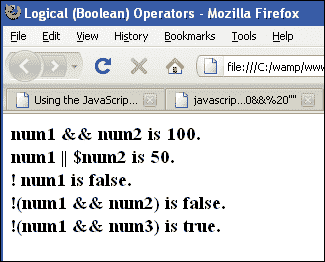 Logical (Boolean) Operators - Mozilla Firefox
File Edit View History Bookmarks Tools Help
file:///C:/wamp/www
Using the JavaScrip... javascrip...0&&%20""
num1 && num2 is 100.
num1 || $num2 is 50.
! num1 is false.
!(num1 && num2) is false.
!(num1 && num3) is true.